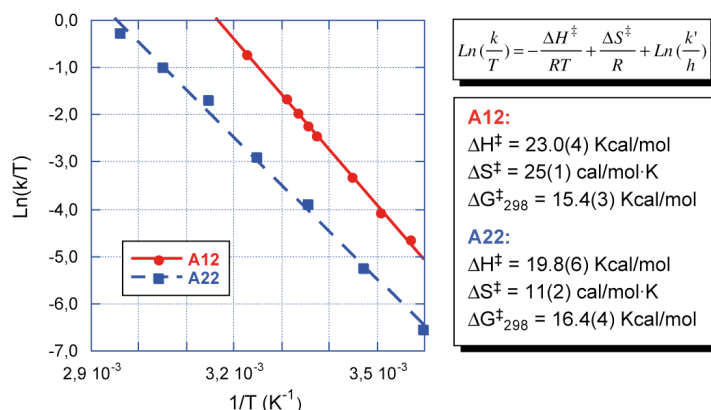 0,0
-1,0
-2,0
-3,0
-4,0
-5,0
-6,0
-7,0
Ln(k/T)
A12
A22
2,9 10⁻³
3,2 10⁻³
3,5 10⁻³
1/T (K⁻¹)
Ln(k/T) = -ΔH‡/RT + ΔS‡/R + Ln(k'/h)
A12:
ΔH‡ = 23.0(4) Kcal/mol
ΔS‡ = 25(1) cal/mol·K
ΔG‡₂₉₈ = 15.4(3) Kcal/mol
A22:
ΔH‡ = 19.8(6) Kcal/mol
ΔS‡ = 11(2) cal/mol·K
ΔG‡₂₉₈ = 16.4(4) Kcal/mol